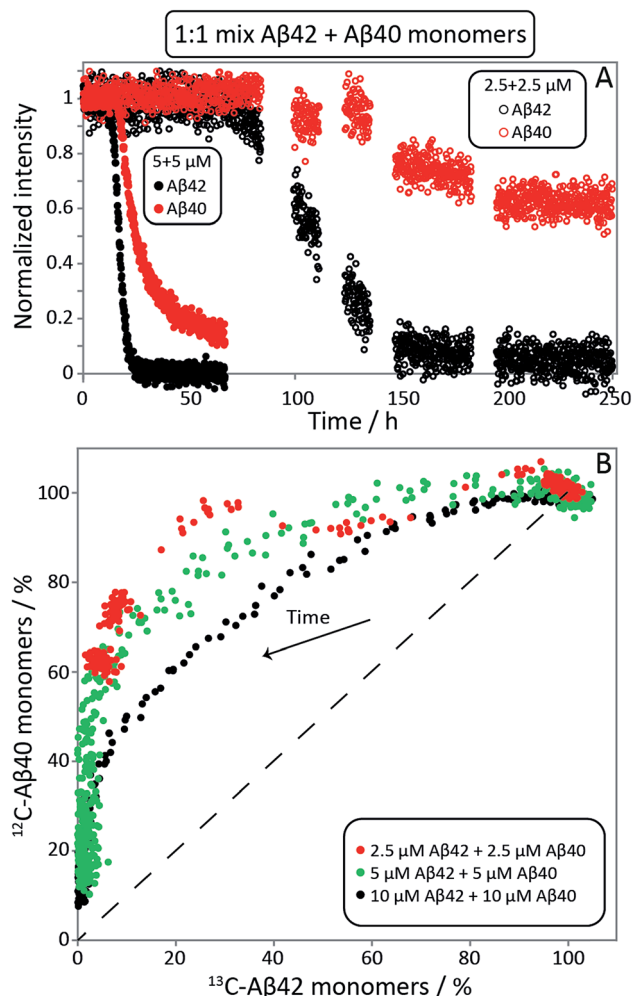 1:1 mix Aβ42 + Aβ40 monomers
A
Normalized intensity
1
0.8
0.6
0.4
0.2
0
5+5 μM
Aβ42
Aβ40
2.5+2.5 μM
Aβ42
Aβ40
0
50
100
150
200
250
Time / h
B
¹²C-Aβ40 monomers / %
100
80
60
40
20
0
Time
2.5 μM Aβ42 + 2.5 μM Aβ40
5 μM Aβ42 + 5 μM Aβ40
10 μM Aβ42 + 10 μM Aβ40
0
20
40
60
80
100
¹³C-Aβ42 monomers / %